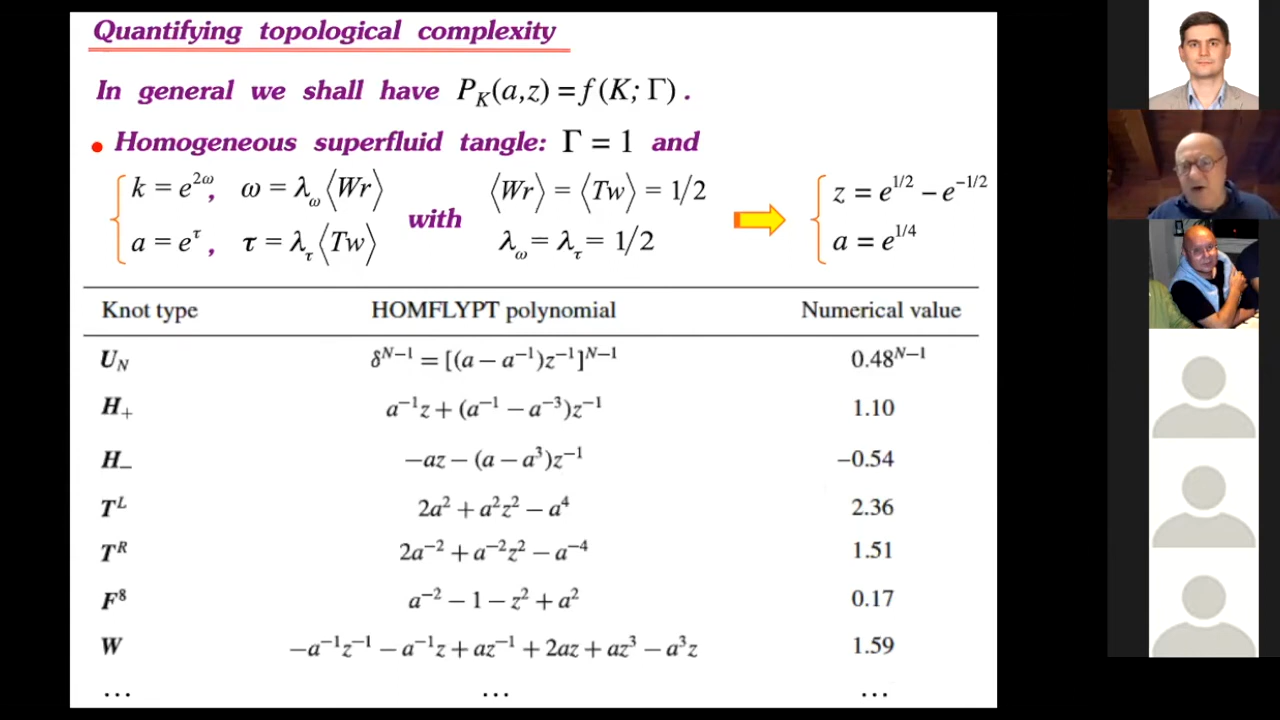 Quantifying topological complexity
In general we shall have P_K(a,z) = f(K; Γ) .
• Homogeneous superfluid tangle: Γ = 1 and
k = e^{2ω}, ω = λ_ω ⟨Wr⟩ ⟨Wr⟩ = ⟨Tw⟩ = 1/2 z = e^{1/2} − e^{−1/2}
with
a = e^τ, τ = λ_τ ⟨Tw⟩ λ_ω = λ_τ = 1/2 a = e^{1/4}
Knot type HOMFLYPT polynomial Numerical value
U_N δ^{N−1} = [(a − a^{−1})z^{−1}]^{N−1} 0.48^{N−1}
H_+ a^{−1}z + (a^{−1} − a^{−3})z^{−1} 1.10
H_− −az − (a − a^3)z^{−1} −0.54
T^L 2a^2 + a^2z^2 − a^4 2.36
T^R 2a^{−2} + a^{−2}z^2 − a^{−4} 1.51
F^8 a^{−2} − 1 − z^2 + a^2 0.17
W −a^{−1}z^{−1} − a^{−1}z + az^{−1} + 2az + az^3 − a^3z 1.59
... ... ...